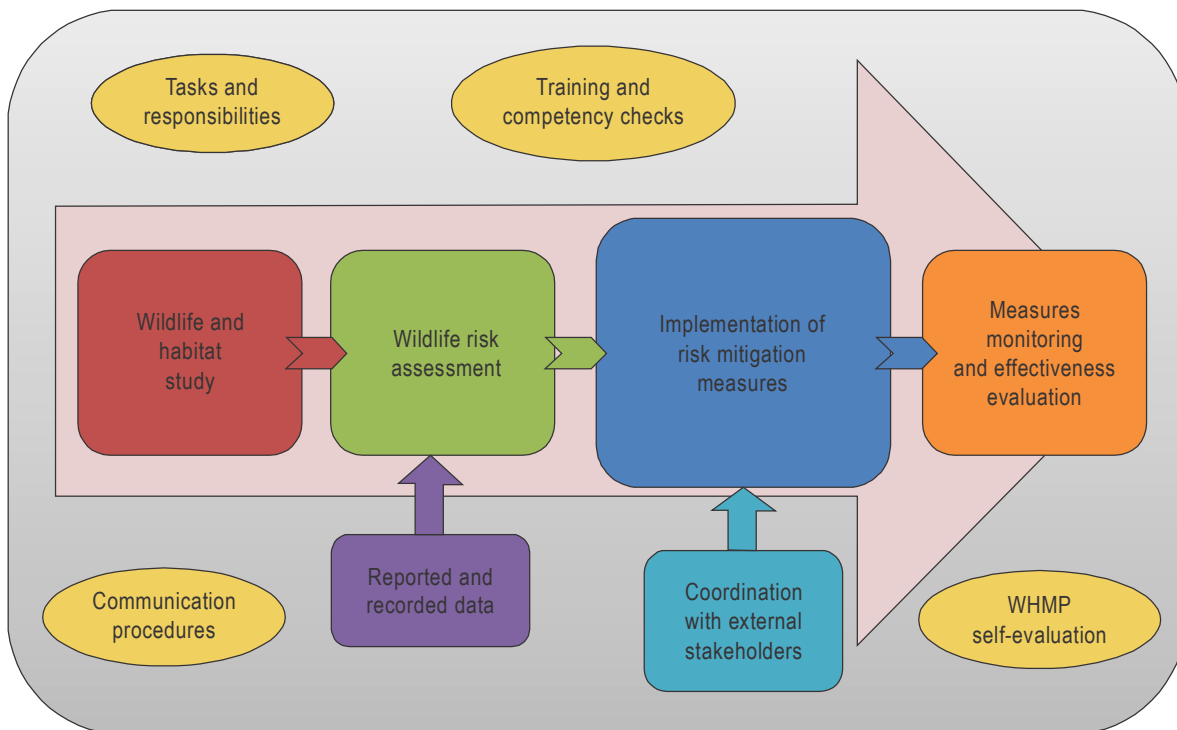 Tasks and
responsibilities
Training and
competency checks
Wildlife and
habitat
study
Wildlife risk
assessment
Implementation of
risk mitigation
measures
Measures
monitoring
and effectiveness
evaluation
Reported and
recorded data
Coordination
with external
stakeholders
Communication
procedures
WHMP
self-evaluation